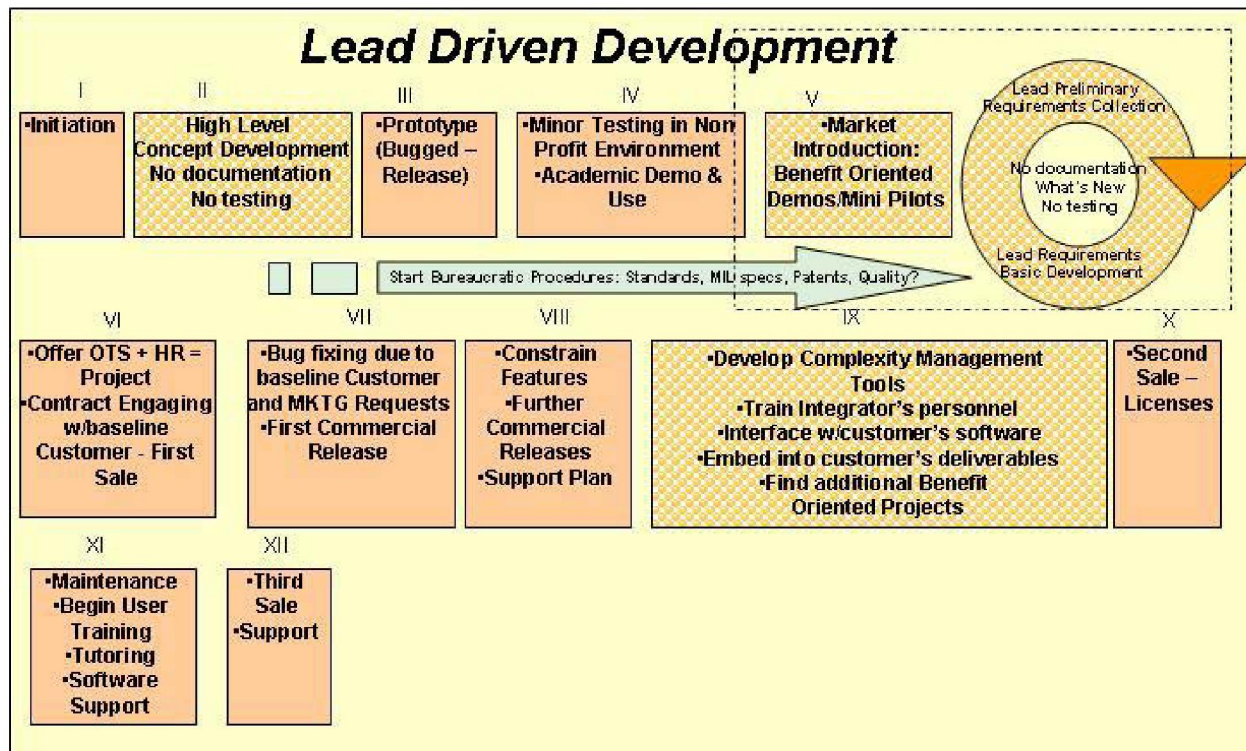 Lead Driven Development
I
II
III
IV
V
•Initiation
High Level
Concept Development
No documentation
No testing
•Prototype
(Bugged –
Release)
•Minor Testing in Non
Profit Environment
•Academic Demo &
Use
•Market
Introduction:
Benefit Oriented
Demos/Mini Pilots
Lead Preliminary
Requirements Collection
No documentation
What's New
No testing
Lead Requirements
Basic Development
Start Bureaucratic Procedures: Standards, MIL specs, Patents, Quality?
VI
VII
VIII
IX
X
•Offer OTS + HR =
Project
•Contract Engaging
w/baseline
Customer - First
Sale
•Bug fixing due to
baseline Customer
and MKTG Requests
•First Commercial
Release
•Constrain
Features
•Further
Commercial
Releases
•Support Plan
•Develop Complexity Management
Tools
•Train Integrator's personnel
•Interface w/customer's software
•Embed into customer's deliverables
•Find additional Benefit
Oriented Projects
•Second
Sale –
Licenses
XI
XII
•Maintenance
•Begin User
Training
•Tutoring
•Software
Support
•Third
Sale
•Support